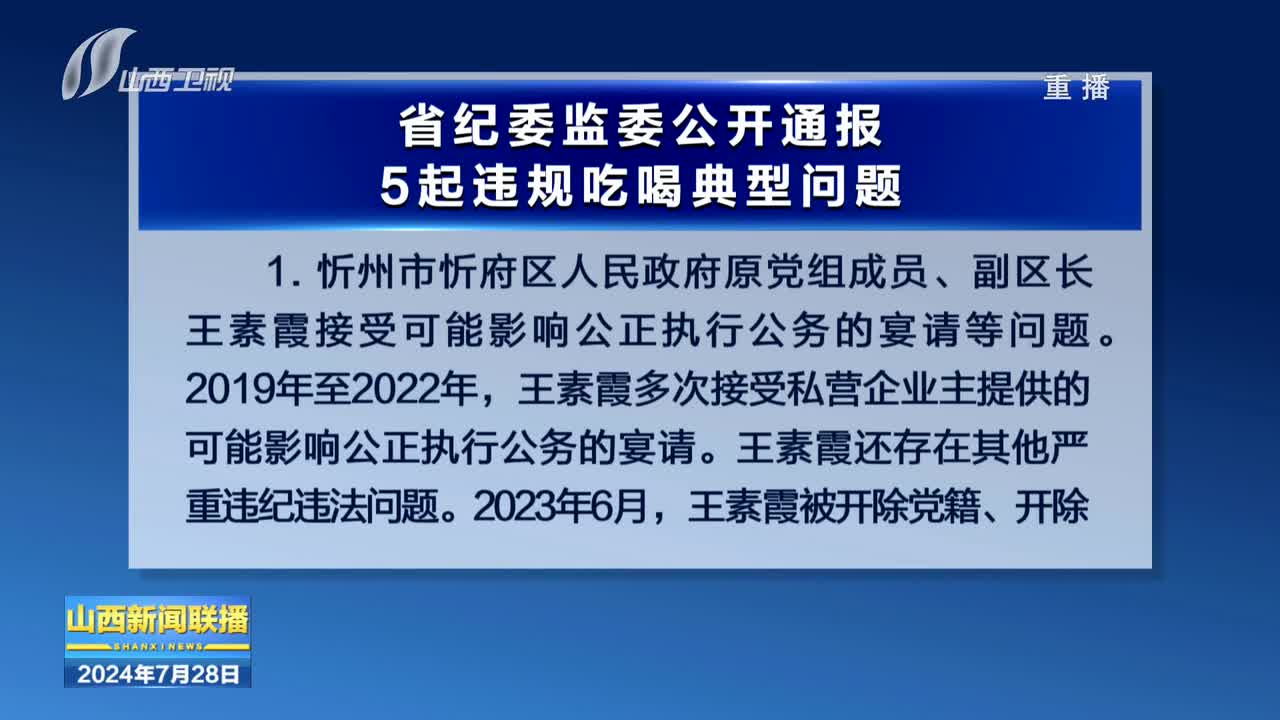 山西卫视
重播
省纪委监委公开通报
5起违规吃喝典型问题
1. 忻州市忻府区人民政府原党组成员、副区长
王素霞接受可能影响公正执行公务的宴请等问题。
2019年至2022年，王素霞多次接受私营企业主提供的
可能影响公正执行公务的宴请。王素霞还存在其他严
重违纪违法问题。2023年6月，王素霞被开除党籍、开除
山西新闻联播
SHANXI NEWS
2024年7月28日